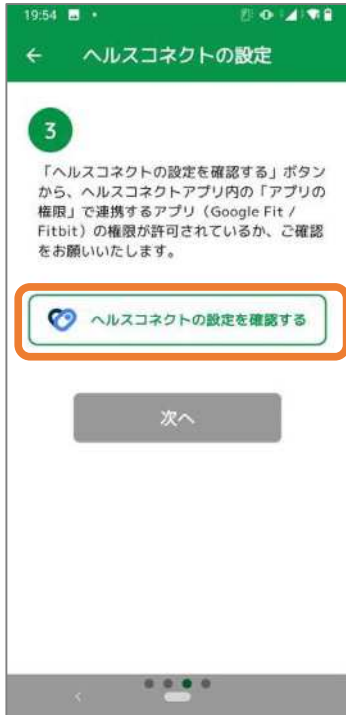 19:54
ヘルスコネクトの設定
3
「ヘルスコネクトの設定を確認する」ボタン
から、ヘルスコネクトアプリ内の「アプリの
権限」で連携するアプリ（Google Fit /
Fitbit）の権限が許可されているか、ご確認
をお願いいたします。
ヘルスコネクトの設定を確認する
次へ